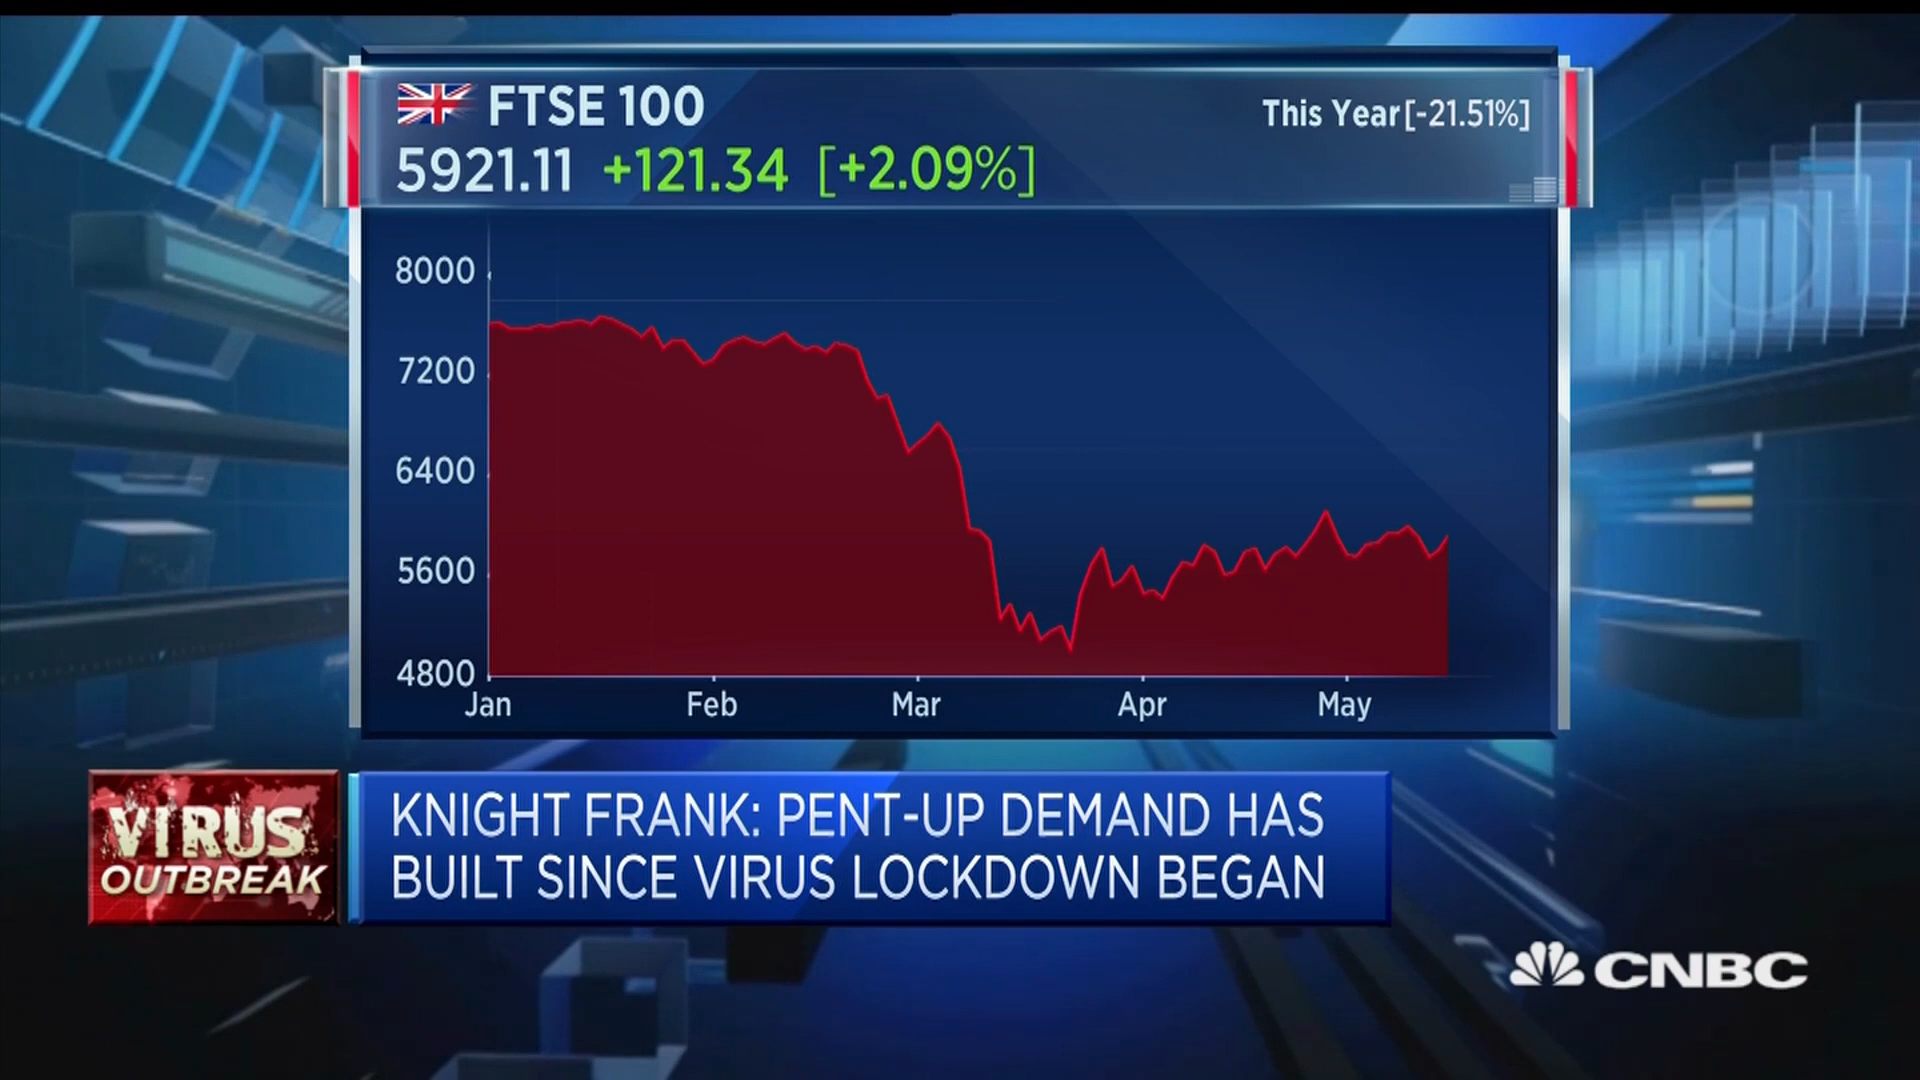 FTSE 100
This Year [-21.51%]
5921.11 +121.34 [+2.09%]
8000
7200
6400
5600
4800
Jan Feb Mar Apr May
VIRUS
OUTBREAK
KNIGHT FRANK: PENT-UP DEMAND HAS
BUILT SINCE VIRUS LOCKDOWN BEGAN
CNBC